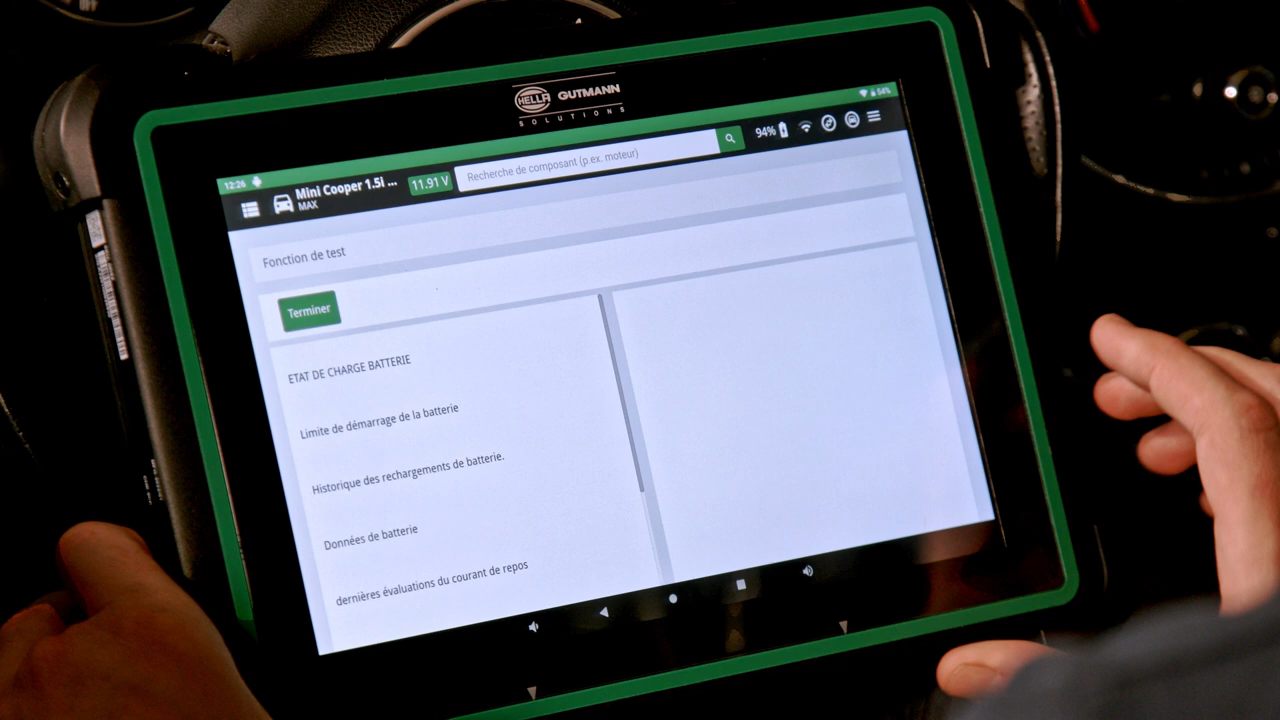 HELLA GUTMANN
SOLUTIONS
12:26
54%
Mini Cooper 1.5i ...
MAX
11.91 V
Recherche de composant (p.ex. moteur)
94%
Fonction de test
Terminer
ETAT DE CHARGE BATTERIE
Limite de démarrage de la batterie
Historique des rechargements de batterie.
Données de batterie
dernières évaluations du courant de repos